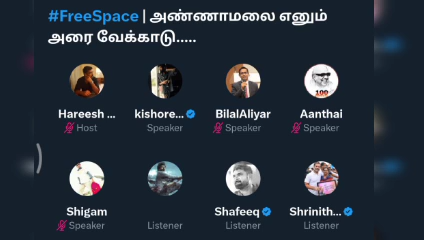 #FreeSpace | அண்ணாமலை எனும்
அரை வேக்காடு.....
Hareesh ... kishore... BilalAliyar Aanthai
Host Speaker Speaker Speaker
100
Shigam Shafeeq Shrinith...
Speaker Listener Listener Listener